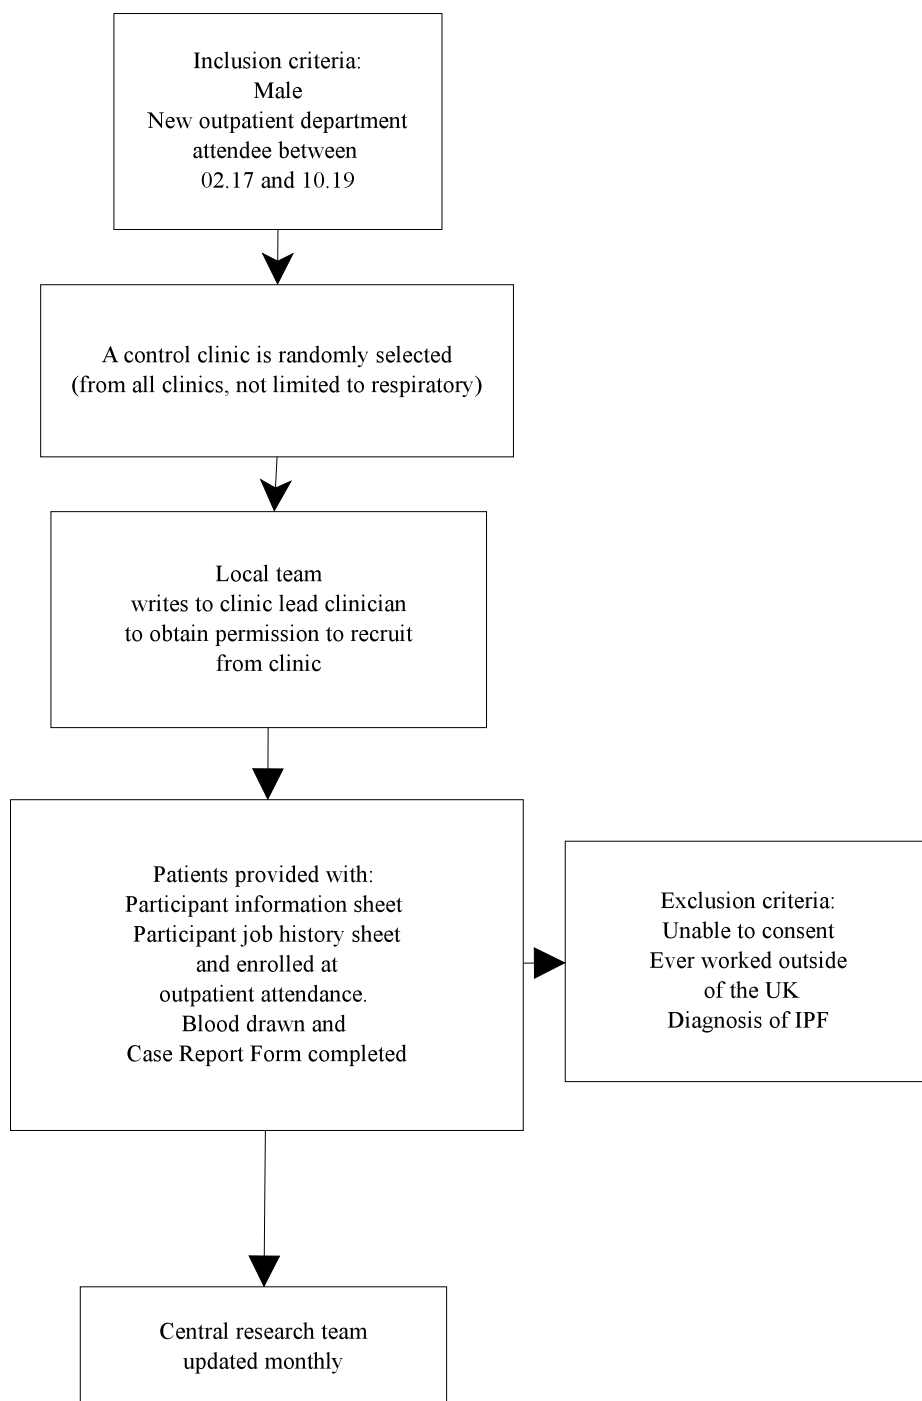 Inclusion criteria:
Male
New outpatient department
attendee between
02.17 and 10.19
A control clinic is randomly selected
(from all clinics, not limited to respiratory)
Local team
writes to clinic lead clinician
to obtain permission to recruit
from clinic
Patients provided with:
Participant information sheet
Participant job history sheet
and enrolled at
outpatient attendance.
Blood drawn and
Case Report Form completed
Exclusion criteria:
Unable to consent
Ever worked outside
of the UK
Diagnosis of IPF
Central research team
updated monthly